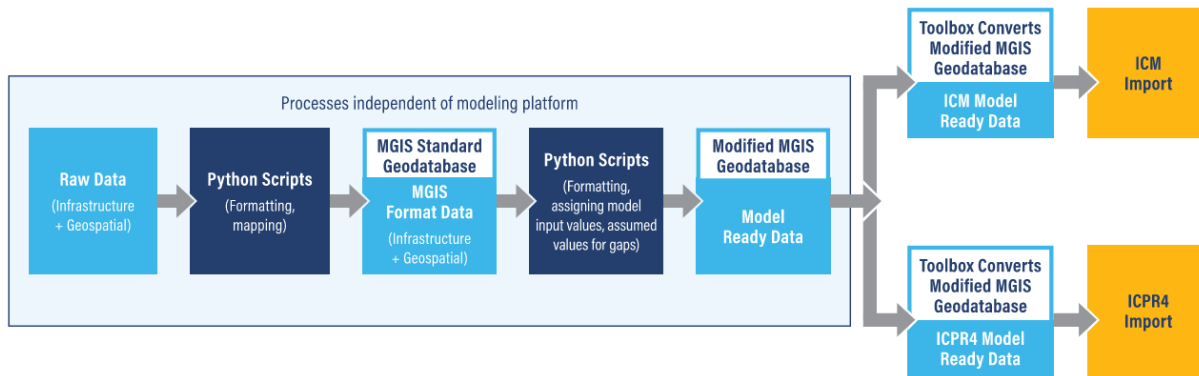 Processes independent of modeling platform
Raw Data
(Infrastructure
+ Geospatial)
Python Scripts
(Formatting,
mapping)
MGIS Standard
Geodatabase
MGIS
Format Data
(Infrastructure
+ Geospatial)
Python Scripts
(Formatting,
assigning model
input values, assumed
values for gaps)
Modified MGIS
Geodatabase
Model
Ready Data
Toolbox Converts
Modified MGIS
Geodatabase
ICM Model
Ready Data
ICM
Import
Toolbox Converts
Modified MGIS
Geodatabase
ICPR4 Model
Ready Data
ICPR4
Import